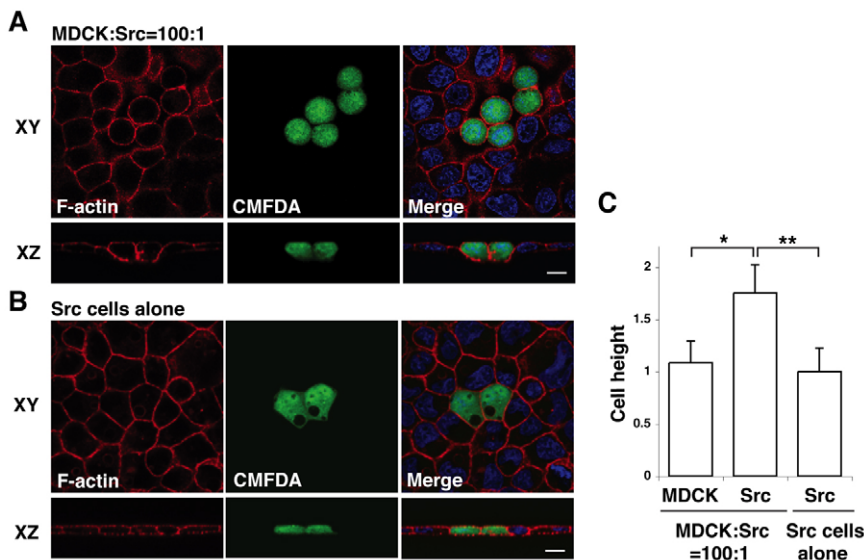 A
MDCK:Src=100:1
XY
F-actin
CMFDA
Merge
XZ
B
Src cells alone
XY
F-actin
CMFDA
Merge
XZ
C
* **
Cell height
2
1.5
1
0.5
0
MDCK Src Src
MDCK:Src Src cells
=100:1 alone